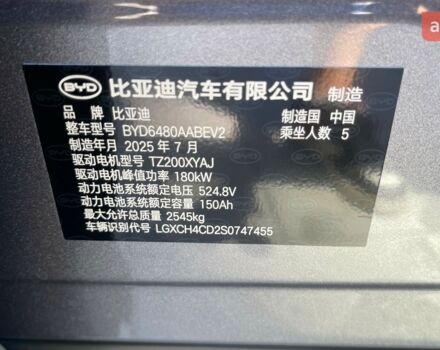 BYD 比亚迪汽车有限公司 制造
品 牌 比亚迪 制造国 中国
整车型号 BYD6480AABEV2 乘坐人数 5
制造年月 2025 年 7 月
驱动电机型号 TZ200XYAJ
驱动电机峰值功率 180kW
动力电池系统额定电压 524.8V
动力电池系统额定容量 150Ah
最大允许总质量 2545kg
车辆识别代号 LGXCH4CD2S0747455
a